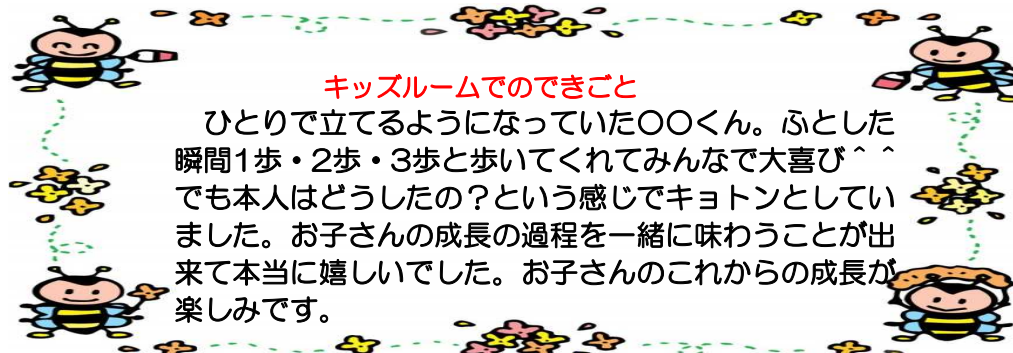 キッズルームでのできごと
ひとりで立てるようになっていた〇〇くん。ふとした
瞬間1歩・2歩・3歩と歩いてくれてみんなで大喜び＾＾
でも本人はどうしたの？という感じでキョトンとしてい
ました。お子さんの成長の過程を一緒に味わうことが出
来て本当に嬉しいでした。お子さんのこれからの成長が
楽しみです。